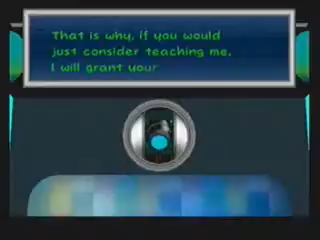 That is why, if you would
just consider teaching me,
I will grant your